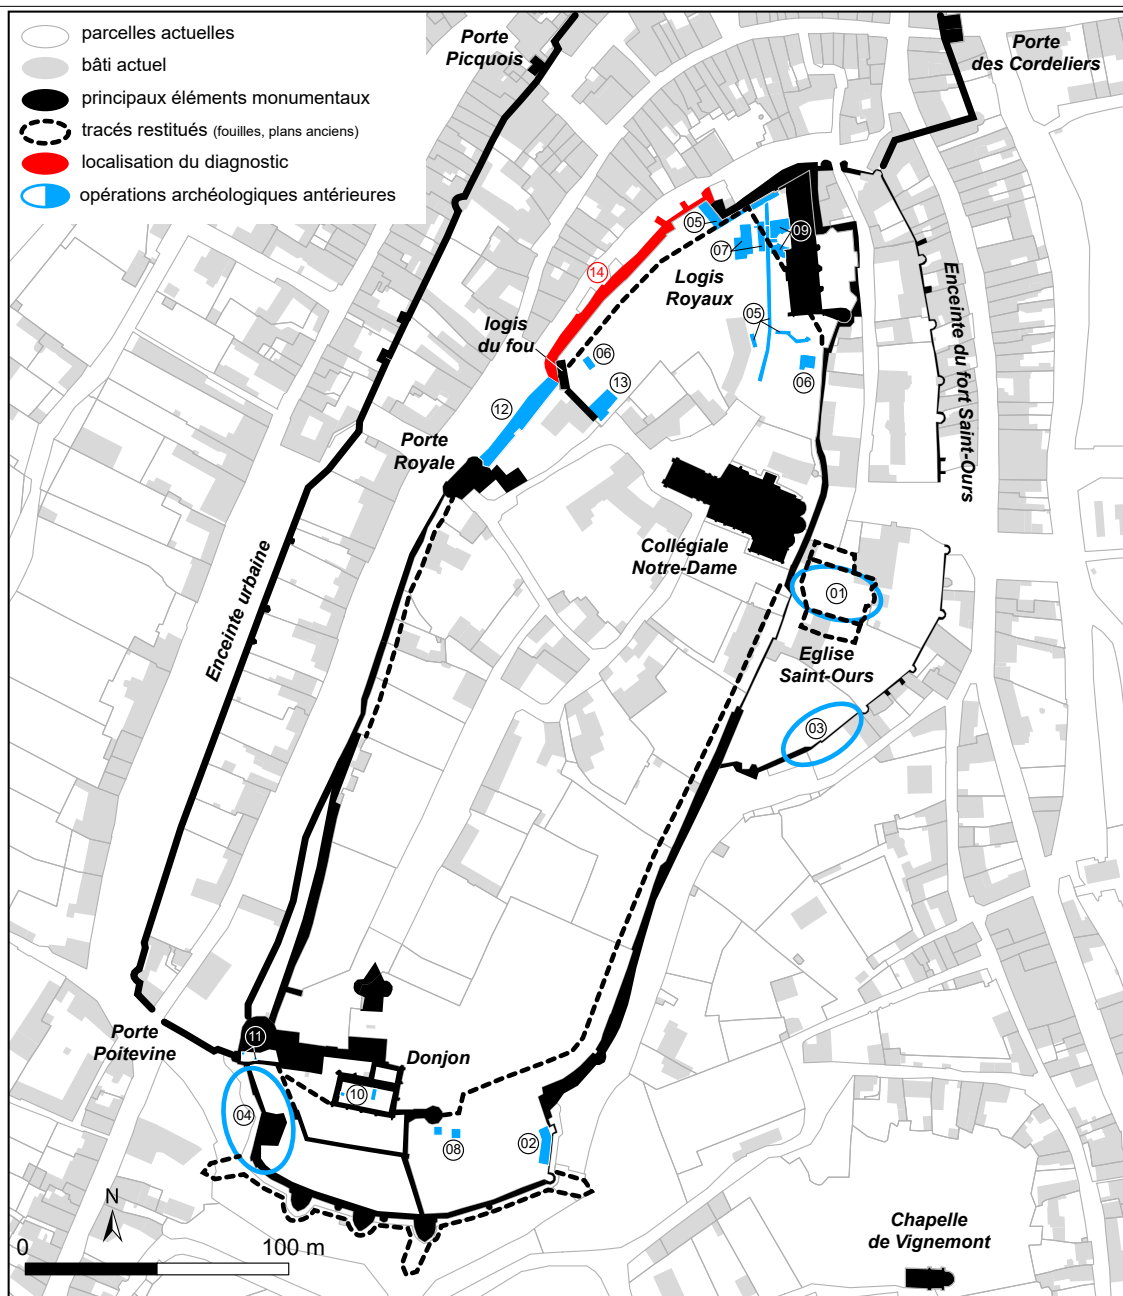 parcelles actuelles
bâti actuel
principaux éléments monumentaux
tracés restitués (fouilles, plans anciens)
localisation du diagnostic
opérations archéologiques antérieures
Porte
Picquois
Porte
des Cordeliers
05
09
07
14
Logis
Royaux
Enceinte du fort Saint-Ours
05
logis
du fou
06
06
13
12
Porte
Royale
Collégiale
Notre-Dame
Enceinte urbaine
01
Eglise
Saint-Ours
03
11
Porte
Poitevine
Donjon
10
04
08
02
N
0
100 m
Chapelle
de Vignemont